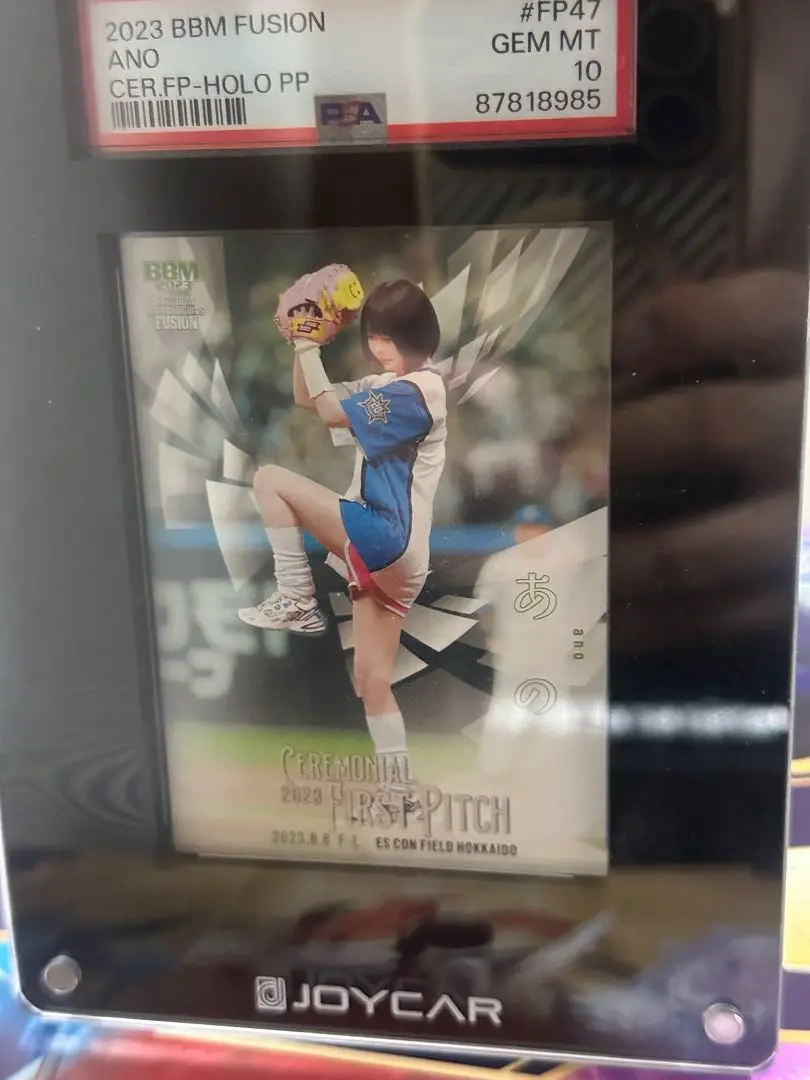 2023 BBM FUSION #FP47
ANO GEM MT
CER.FP-HOLO PP 10
PSA 87818985
BBM
2023
FUSION
あの
ano
CEREMONIAL
2023 FIRST PITCH
2023.8.6 F-L ES CON FIELD HOKKAIDO
JOYCAR